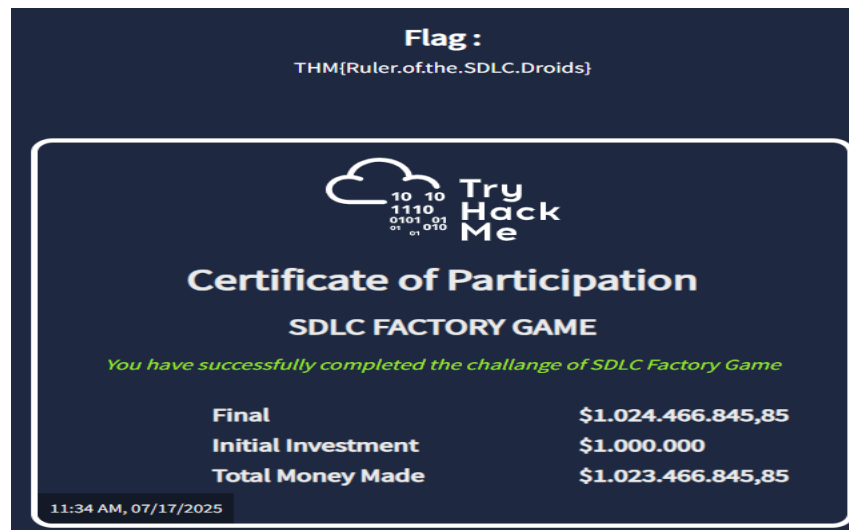 Flag :
THM{Ruler.of.the.SDLC.Droids}
10 10
1110
0101 01
01 01 010
Try
Hack
Me
Certificate of Participation
SDLC FACTORY GAME
You have successfully completed the challange of SDLC Factory Game
Final $1.024.466.845,85
Initial Investment $1.000.000
Total Money Made $1.023.466.845,85
11:34 AM, 07/17/2025